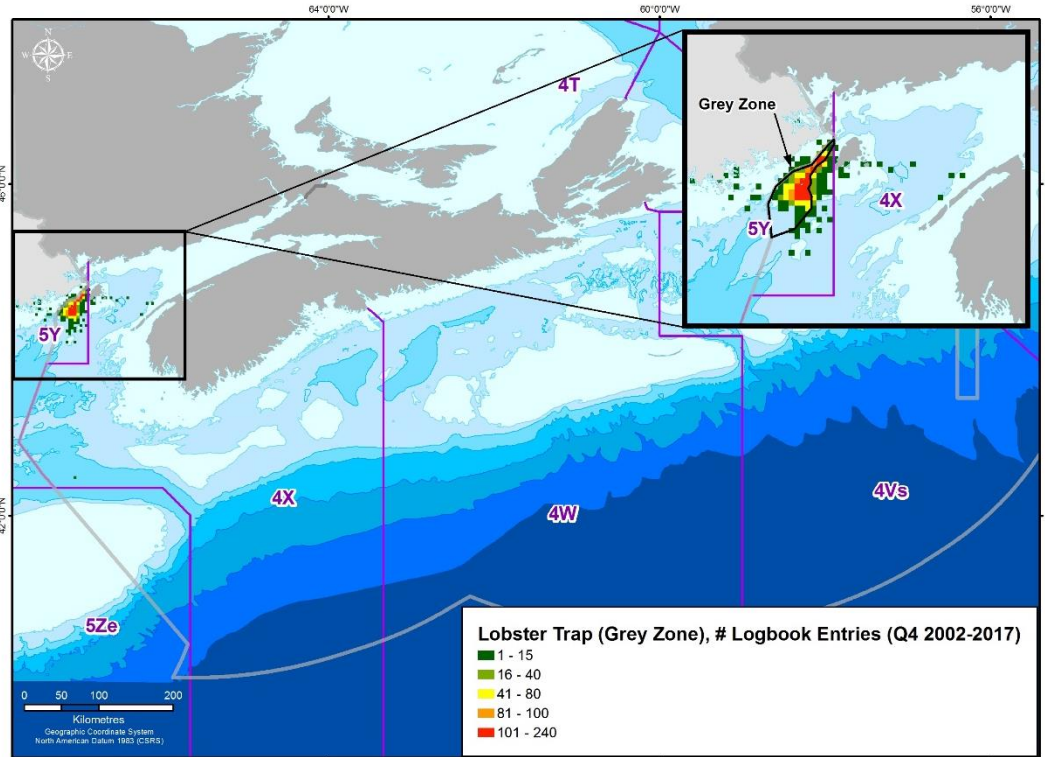 64°0'0"W
60°0'0"W
56°0'0"W
N
W
E
S
4T
Grey Zone
4X
5Y
46°0'0"N
5Y
42°0'0"N
4X
4W
4Vs
5Ze
Lobster Trap (Grey Zone), # Logbook Entries (Q4 2002-2017)
1 - 15
16 - 40
41 - 80
81 - 100
101 - 240
0 50 100 200
Kilometres
Geographic Coordinate System
North American Datum 1983 (CSRS)